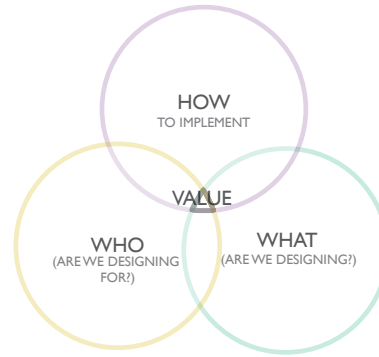 HOW
TO IMPLEMENT
VALUE
WHO
(ARE WE DESIGNING
FOR?)
WHAT
(ARE WE DESIGNING?)